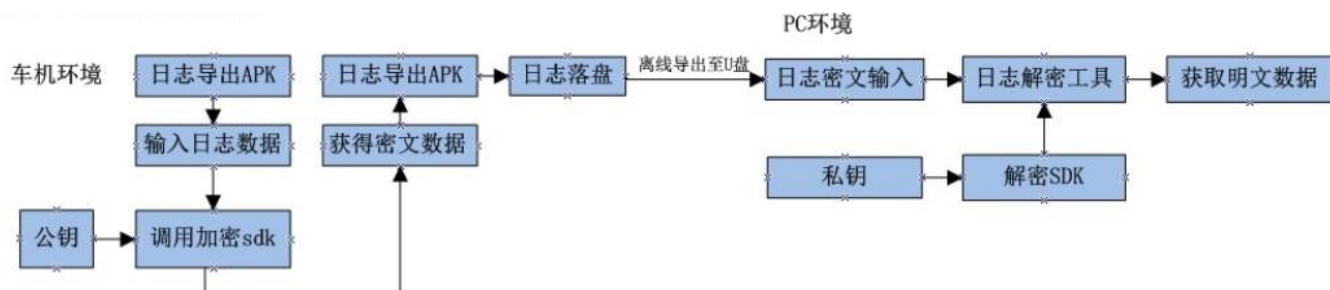 PC环境
车机环境
日志导出APK
日志导出APK
日志落盘
离线导出至U盘
日志密文输入
日志解密工具
获取明文数据
输入日志数据
获得密文数据
私钥
解密SDK
公钥
调用加密sdk